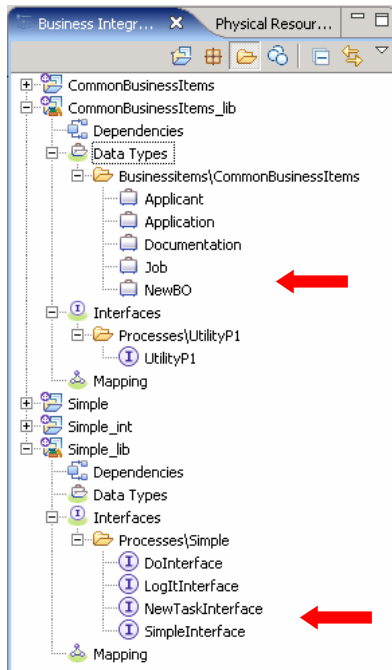 Business Integr...
Physical Resour...
CommonBusinessItems
CommonBusinessItems_lib
Dependencies
Data Types
Businessitems\CommonBusinessItems
Applicant
Application
Documentation
Job
NewBO
Interfaces
Processes\UtilityP1
UtilityP1
Mapping
Simple
Simple_int
Simple_lib
Dependencies
Data Types
Interfaces
Processes\Simple
DoInterface
LogItInterface
NewTaskInterface
SimpleInterface
Mapping